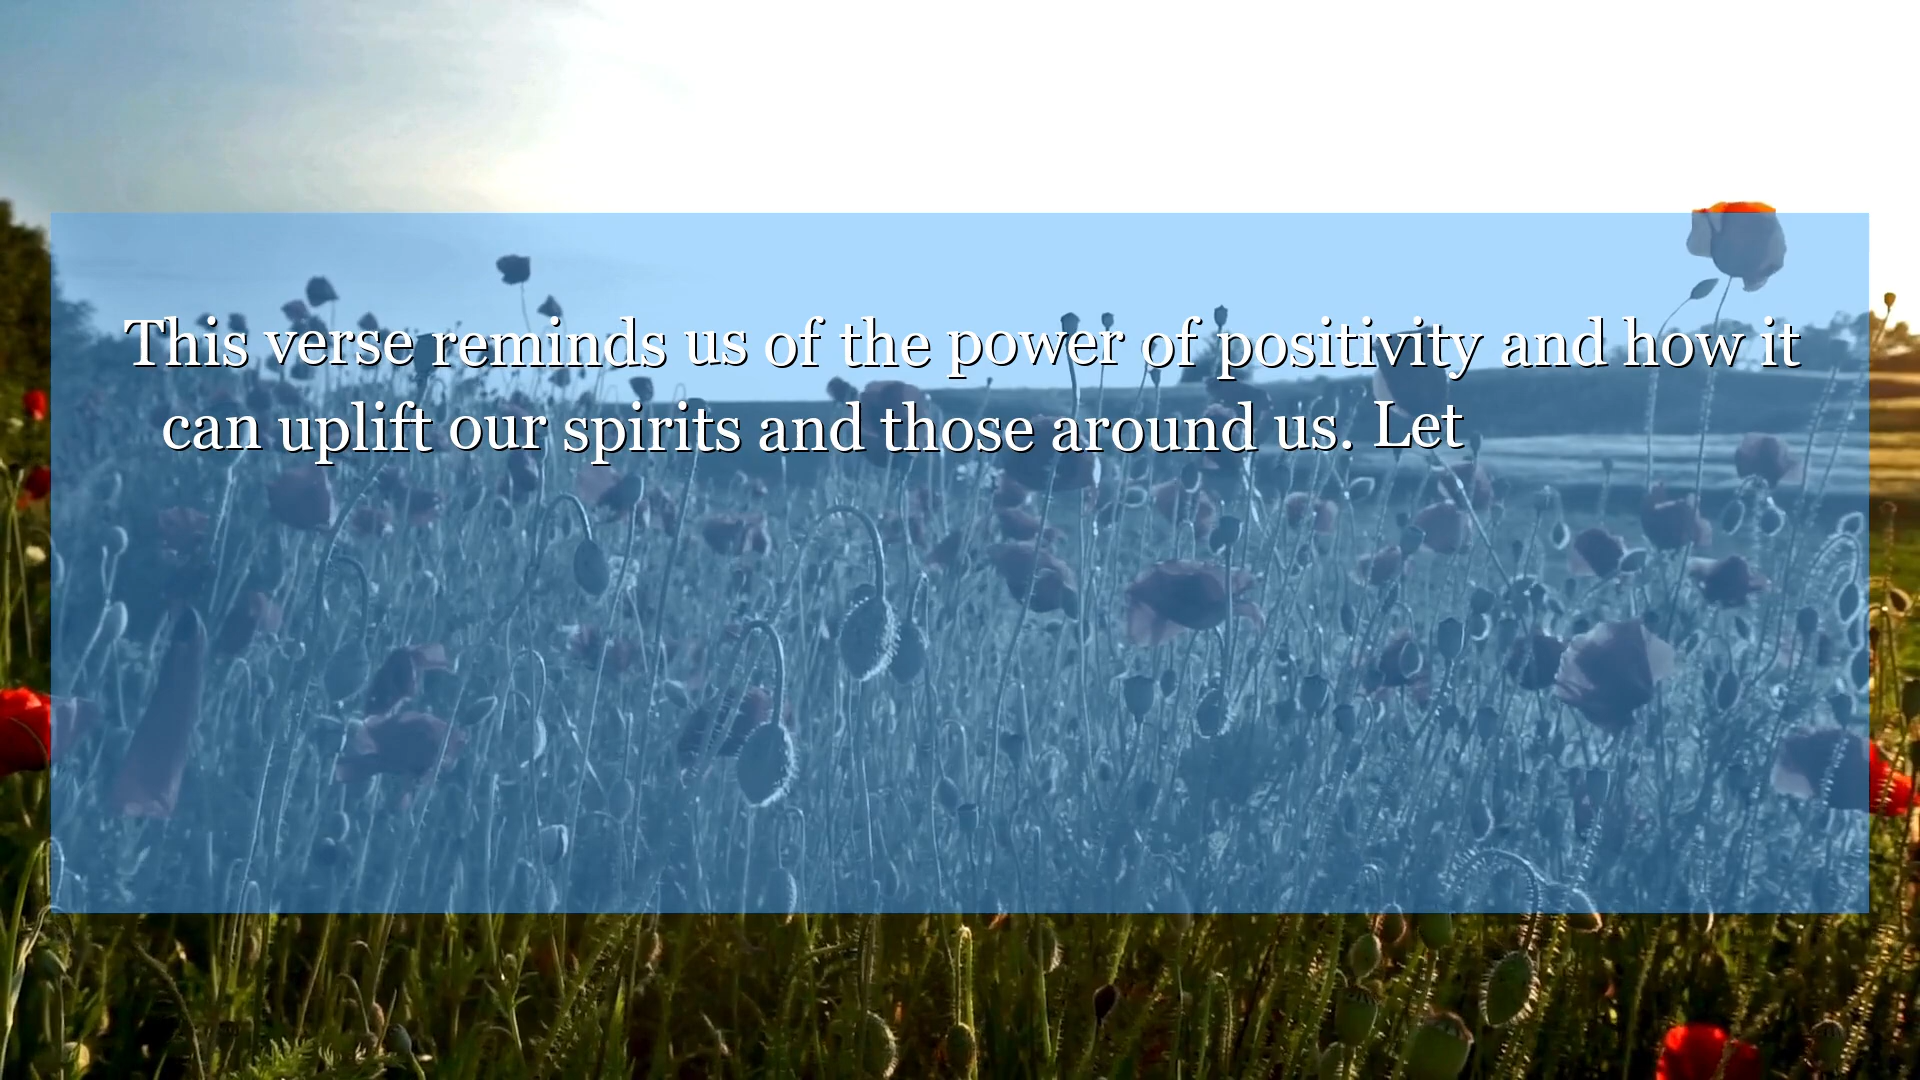 This verse reminds us of the power of positivity and how it
can uplift our spirits and those around us. Let